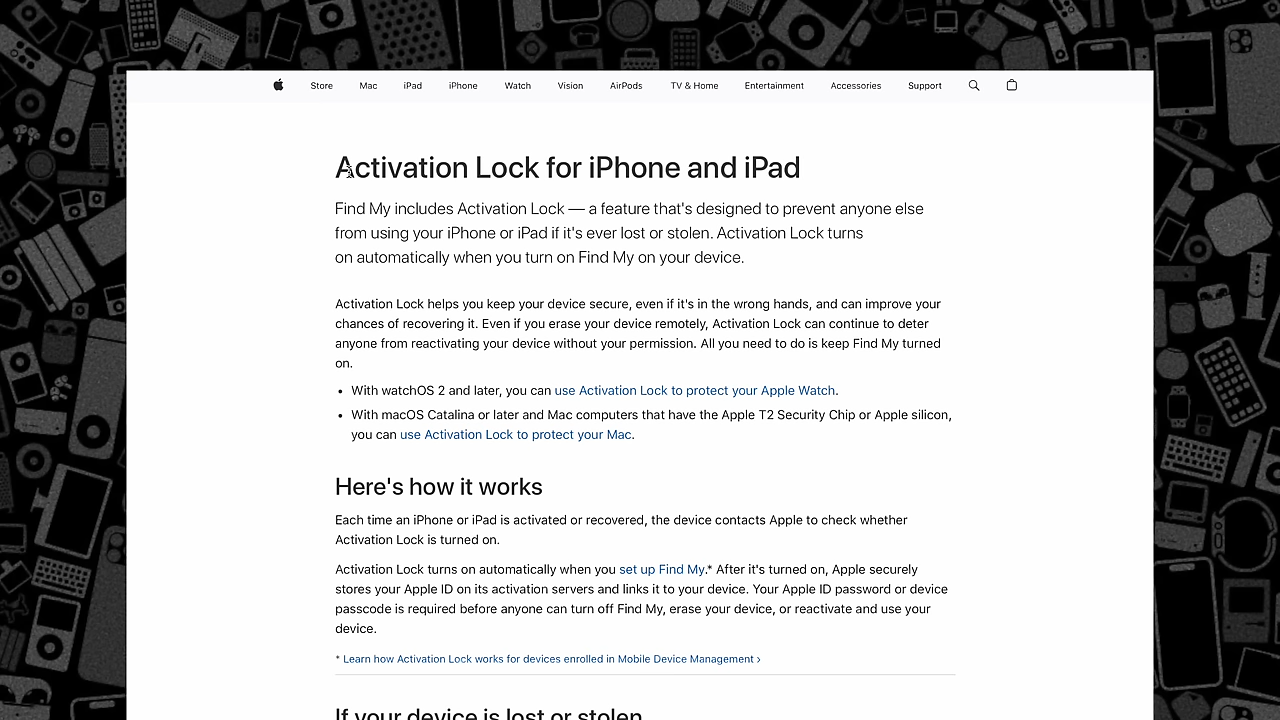 Store Mac iPad iPhone Watch Vision AirPods TV & Home Entertainment Accessories Support
Activation Lock for iPhone and iPad
Find My includes Activation Lock — a feature that's designed to prevent anyone else
from using your iPhone or iPad if it's ever lost or stolen. Activation Lock turns
on automatically when you turn on Find My on your device.
Activation Lock helps you keep your device secure, even if it's in the wrong hands, and can improve your
chances of recovering it. Even if you erase your device remotely, Activation Lock can continue to deter
anyone from reactivating your device without your permission. All you need to do is keep Find My turned
on.
• With watchOS 2 and later, you can use Activation Lock to protect your Apple Watch.
• With macOS Catalina or later and Mac computers that have the Apple T2 Security Chip or Apple silicon,
you can use Activation Lock to protect your Mac.
Here's how it works
Each time an iPhone or iPad is activated or recovered, the device contacts Apple to check whether
Activation Lock is turned on.
Activation Lock turns on automatically when you set up Find My.* After it's turned on, Apple securely
stores your Apple ID on its activation servers and links it to your device. Your Apple ID password or device
passcode is required before anyone can turn off Find My, erase your device, or reactivate and use your
device.
* Learn how Activation Lock works for devices enrolled in Mobile Device Management ›
If your device is lost or stolen